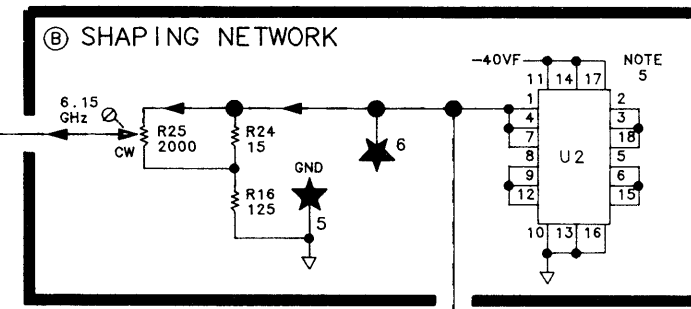 B SHAPING NETWORK
-40VF
NOTE
5
11 14 17
6.15
GHz
CW
R25
2000
R24
15
R16
125
GND
5
6
1
4
7
8
9
12
U2
2
3
18
5
6
15
10 13 16